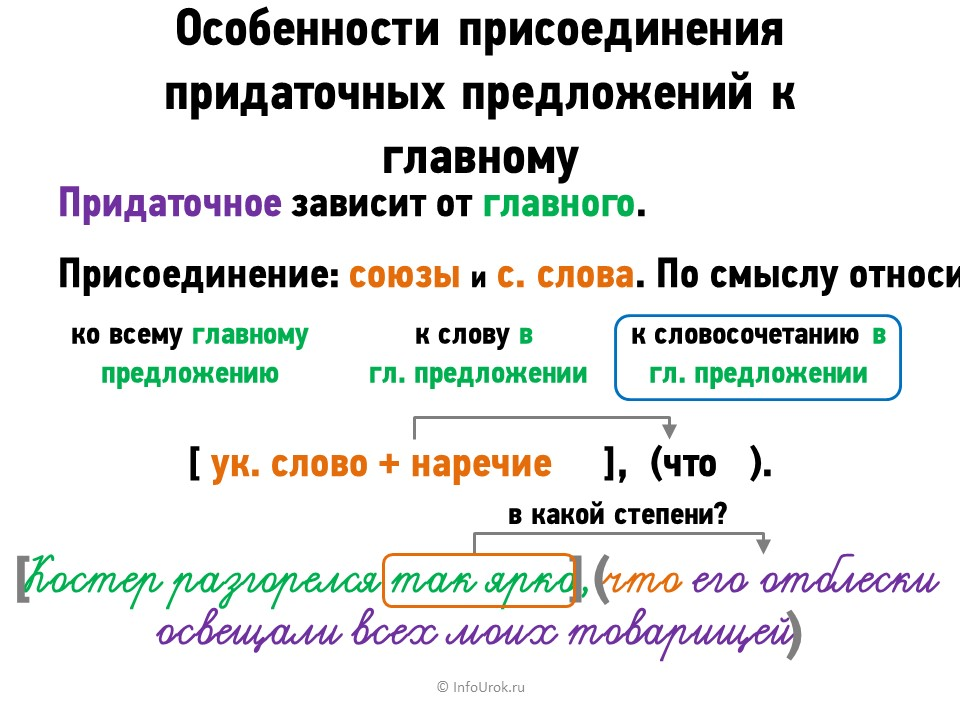 Особенности присоединения
придаточных предложений к
главному
Придаточное зависит от главного.
Присоединение: союзы и с. слова. По смыслу относи
ко всему главному
предложению
к слову в
гл. предложении
к словосочетанию в
гл. предложении
[ ук. слово + наречие ], (что ).
в какой степени?
[Костер разгорелся так ярко], (что его отблески
освещали всех моих товарищей)
© InfoUrok.ru